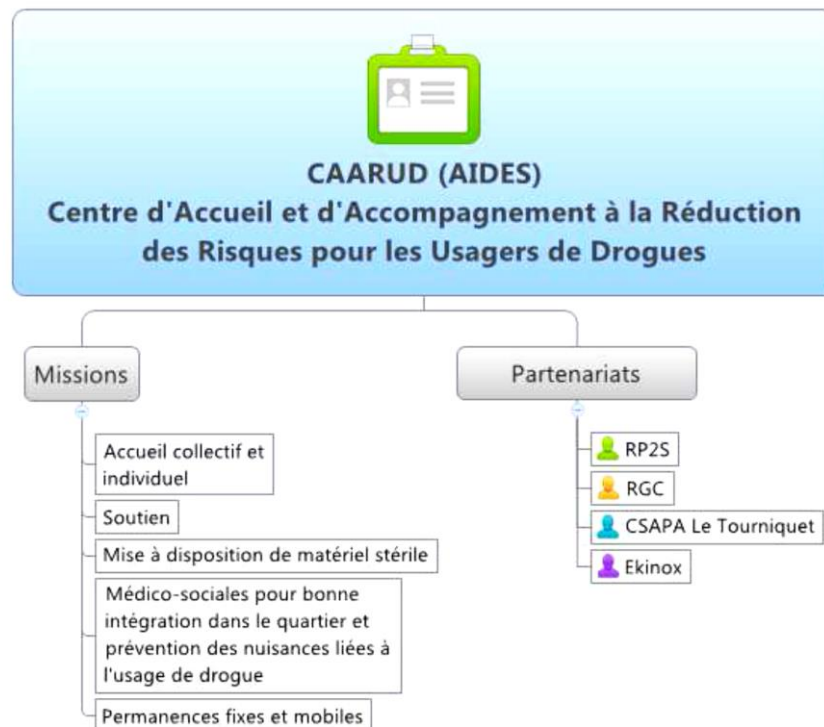 CAARUD (AIDES)
Centre d'Accueil et d'Accompagnement à la Réduction
des Risques pour les Usagers de Drogues
Missions
Accueil collectif et
individuel
Soutien
Mise à disposition de matériel stérile
Médico-sociales pour bonne
intégration dans le quartier et
prévention des nuisances liées à
l'usage de drogue
Permanences fixes et mobiles
Partenariats
RP2S
RGC
CSAPA Le Tourniquet
Ekinox